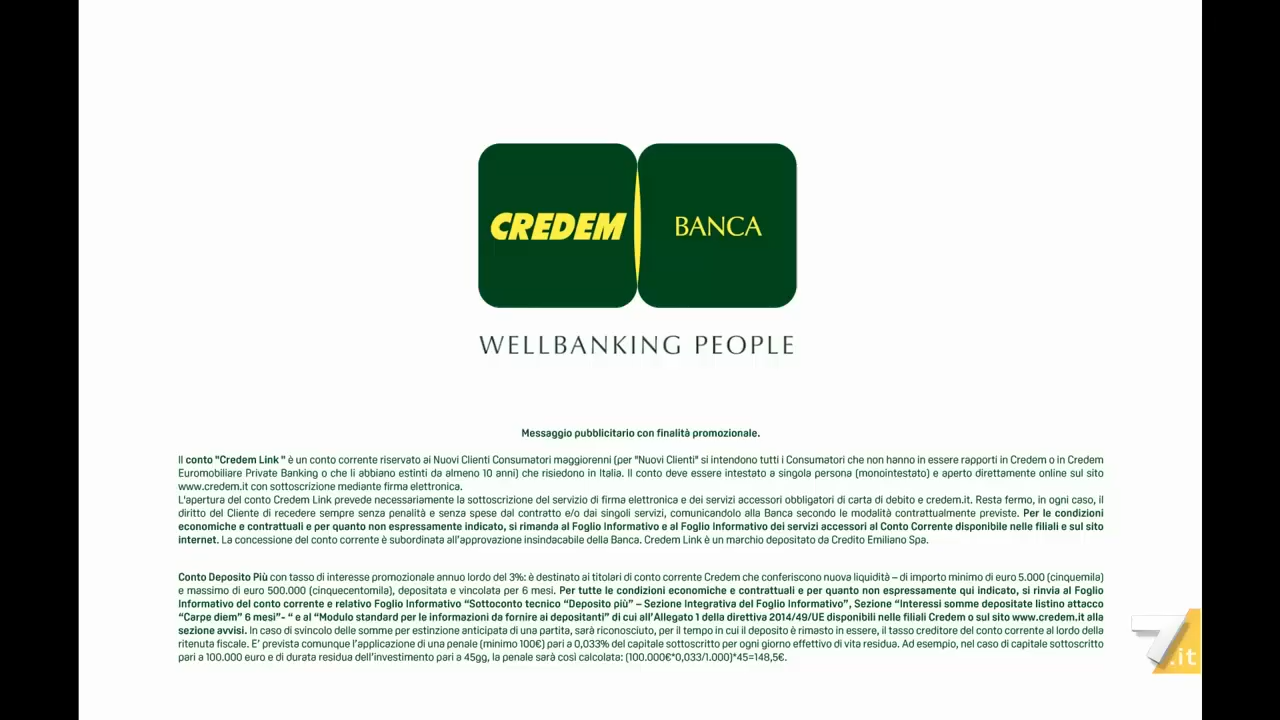 CREDEM
BANCA
WELLBANKING PEOPLE
Messaggio pubblicitario con finalità promozionale.
Il conto "Credem Link " è un conto corrente riservato ai Nuovi Clienti Consumatori maggiorenni (per "Nuovi Clienti" si intendono tutti i Consumatori che non hanno in essere rapporti in Credem o in Credem
Euromobiliare Private Banking o che li abbiano estinti da almeno 10 anni) che risiedono in Italia. Il conto deve essere intestato a singola persona (monointestato) e aperto direttamente online sul sito
www.credem.it con sottoscrizione mediante firma elettronica.
L'apertura del conto Credem Link prevede necessariamente la sottoscrizione del servizio di firma elettronica e dei servizi accessori obbligatori di carta di debito e credem.it. Resta fermo, in ogni caso, il
diritto del Cliente di recedere sempre senza penalità e senza spese dal contratto e/o dai singoli servizi, comunicandolo alla Banca secondo le modalità contrattualmente previste. Per le condizioni
economiche e contrattuali e per quanto non espressamente indicato, si rimanda al Foglio Informativo e al Foglio Informativo dei servizi accessori al Conto Corrente disponibile nelle filiali e sul sito
internet. La concessione del conto corrente è subordinata all'approvazione insindacabile della Banca. Credem Link è un marchio depositato da Credito Emiliano Spa.
Conto Deposito Più con tasso di interesse promozionale annuo lordo del 3%: è destinato ai titolari di conto corrente Credem che conferiscono nuova liquidità – di importo minimo di euro 5.000 (cinquemila)
e massimo di euro 500.000 (cinquecentomila), depositata e vincolata per 6 mesi. Per tutte le condizioni economiche e contrattuali e per quanto non espressamente qui indicato, si rinvia al Foglio
Informativo del conto corrente e relativo Foglio Informativo “Sottoconto tecnico “Deposito più” – Sezione Integrativa del Foglio Informativo”, Sezione “Interessi somme depositate listino attacco
“Carpe diem” 6 mesi”- “ e al “Modulo standard per le informazioni da fornire ai depositanti” di cui all’Allegato 1 della direttiva 2014/49/UE disponibili nelle filiali Credem o sul sito www.credem.it alla
sezione avvisi. In caso di svincolo delle somme per estinzione anticipata di una partita, sarà riconosciuto, per il tempo in cui il deposito è rimasto in essere, il tasso creditore del conto corrente al lordo della
ritenuta fiscale. E’ prevista comunque l’applicazione di una penale (minimo 100€) pari a 0,033% del capitale sottoscritto per ogni giorno effettivo di vita residua. Ad esempio, nel caso di capitale sottoscritto
pari a 100.000 euro e di durata residua dell’investimento pari a 45gg, la penale sarà così calcolata: (100.000€*0,033/1.000)*45=148,5€.
7.it